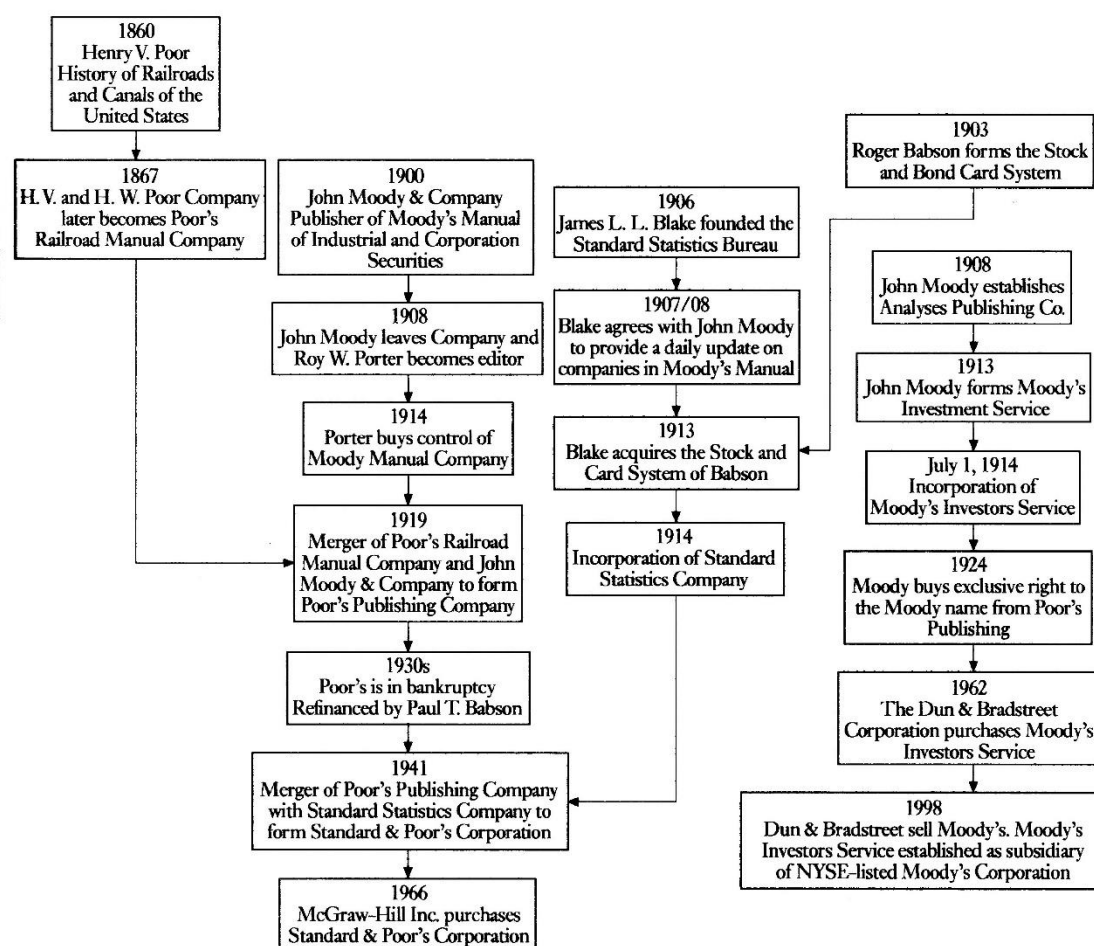 1860
Henry V. Poor
History of Railroads
and Canals of the
United States
1867
H. V. and H. W. Poor Company
later becomes Poor's
Railroad Manual Company
1900
John Moody & Company
Publisher of Moody's Manual
of Industrial and Corporation
Securities
1908
John Moody leaves Company and
Roy W. Porter becomes editor
1914
Porter buys control of
Moody Manual Company
1919
Merger of Poor's Railroad
Manual Company and John
Moody & Company to form
Poor's Publishing Company
1930s
Poor's is in bankruptcy
Refinanced by Paul T. Babson
1941
Merger of Poor's Publishing Company
with Standard Statistics Company to
form Standard & Poor's Corporation
1966
McGraw-Hill Inc. purchases
Standard & Poor's Corporation
1906
James L. L. Blake founded the
Standard Statistics Bureau
1907/08
Blake agrees with John Moody
to provide a daily update on
companies in Moody's Manual
1913
Blake acquires the Stock and
Card System of Babson
1914
Incorporation of Standard
Statistics Company
1903
Roger Babson forms the Stock
and Bond Card System
1908
John Moody establishes
Analyses Publishing Co.
1913
John Moody forms Moody's
Investment Service
July 1, 1914
Incorporation of
Moody's Investors Service
1924
Moody buys exclusive right to
the Moody name from Poor's
Publishing
1962
The Dun & Bradstreet
Corporation purchases Moody's
Investors Service
1998
Dun & Bradstreet sell Moody's. Moody's
Investors Service established as subsidiary
of NYSE-listed Moody's Corporation